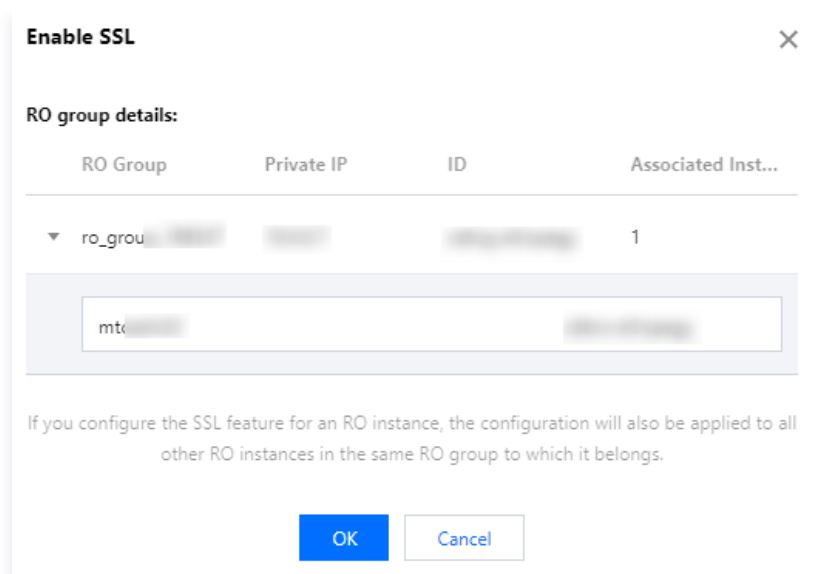 Enable SSL
RO group details:
RO Group Private IP ID Associated Inst...
ro_grou 1
If you configure the SSL feature for an RO instance, the configuration will also be applied to all
other RO instances in the same RO group to which it belongs.
OK Cancel